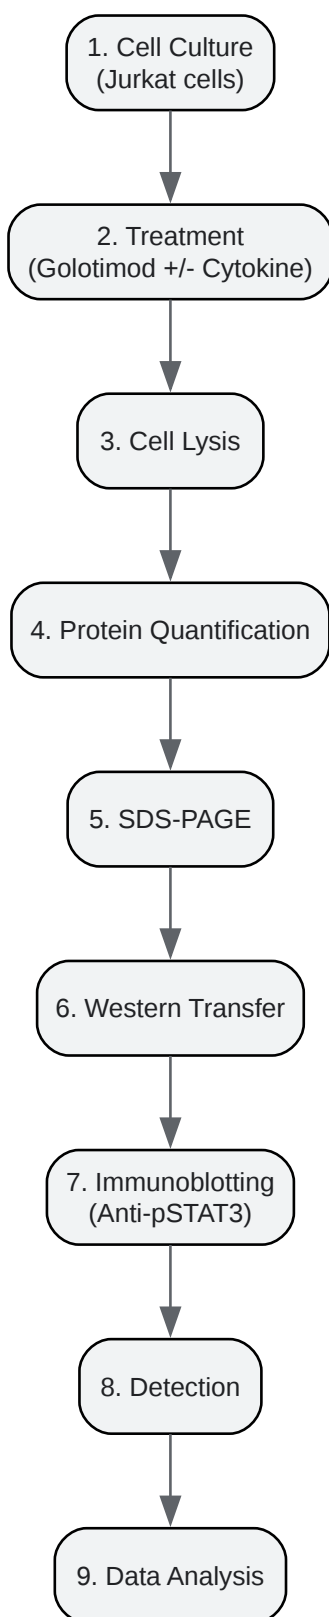 1. Cell Culture
(Jurkat cells)
2. Treatment
(Golotimod +/- Cytokine)
3. Cell Lysis
4. Protein Quantification
5. SDS-PAGE
6. Western Transfer
7. Immunoblotting
(Anti-pSTAT3)
8. Detection
9. Data Analysis